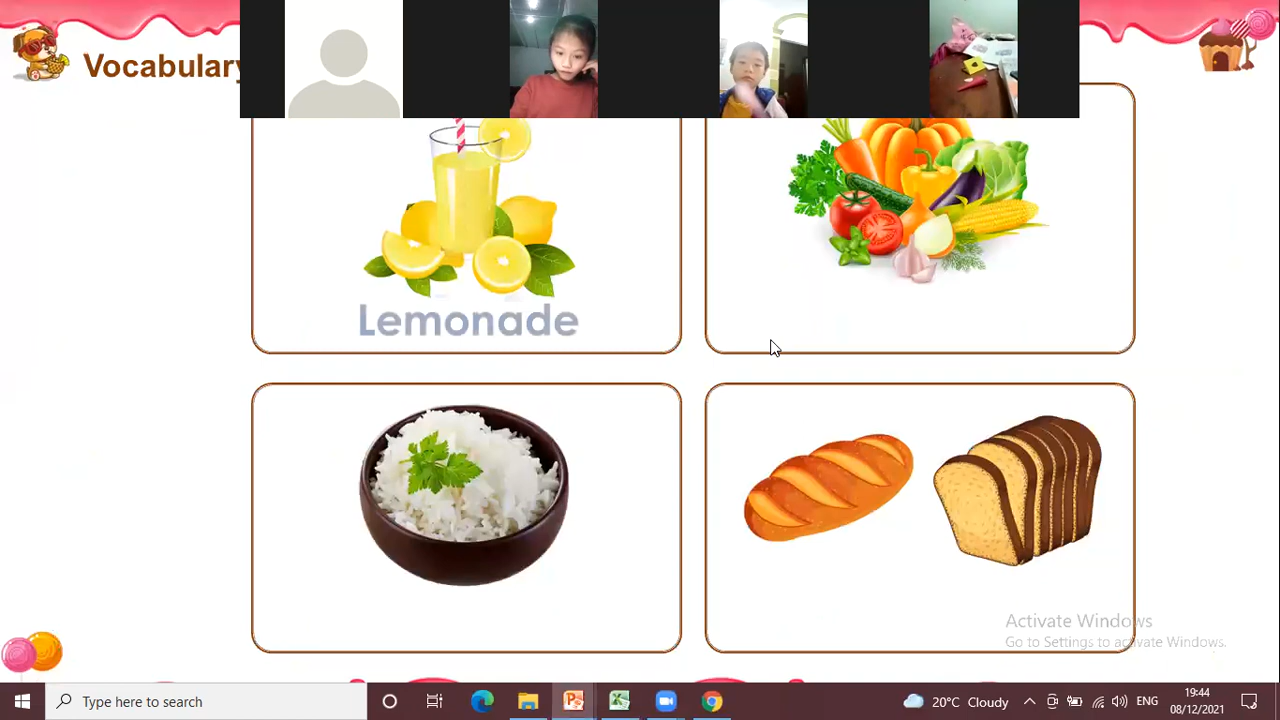 Vocabulary
Lemonade
Activate Windows
Go to Settings to activate Windows.
Type here to search
20°C Cloudy
ENG
19:44
08/12/2021